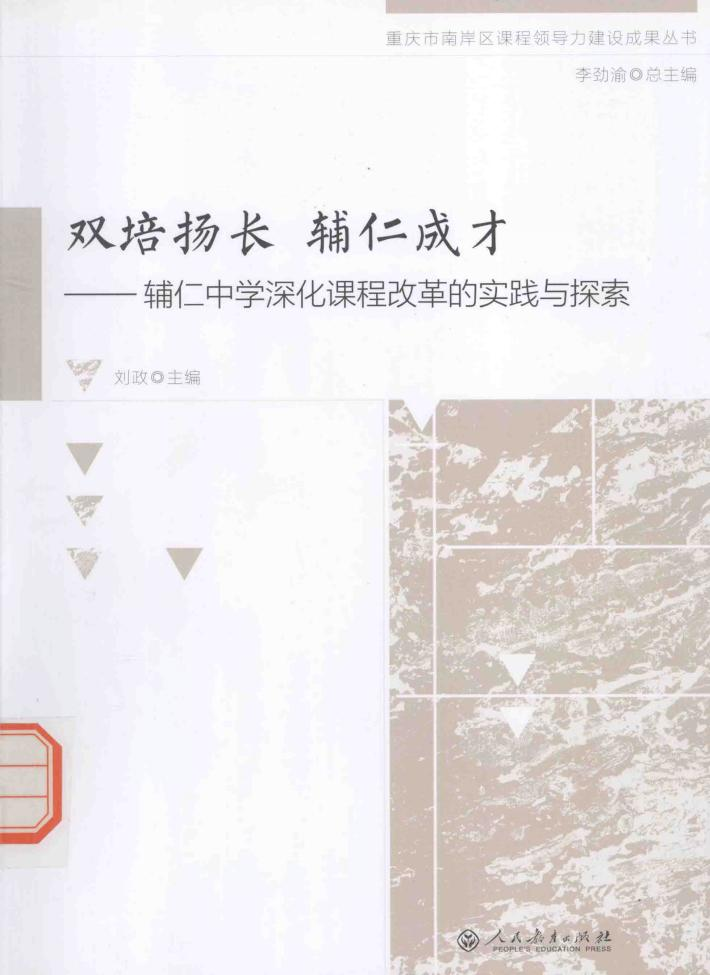 重庆市南岸区课程领导力建设成果丛书
李劲渝◎总主编
双培扬长 辅仁成才
——辅仁中学深化课程改革的实践与探索
刘政◎主编
人民教育出版社
PEOPLE'S EDUCATION PRESS